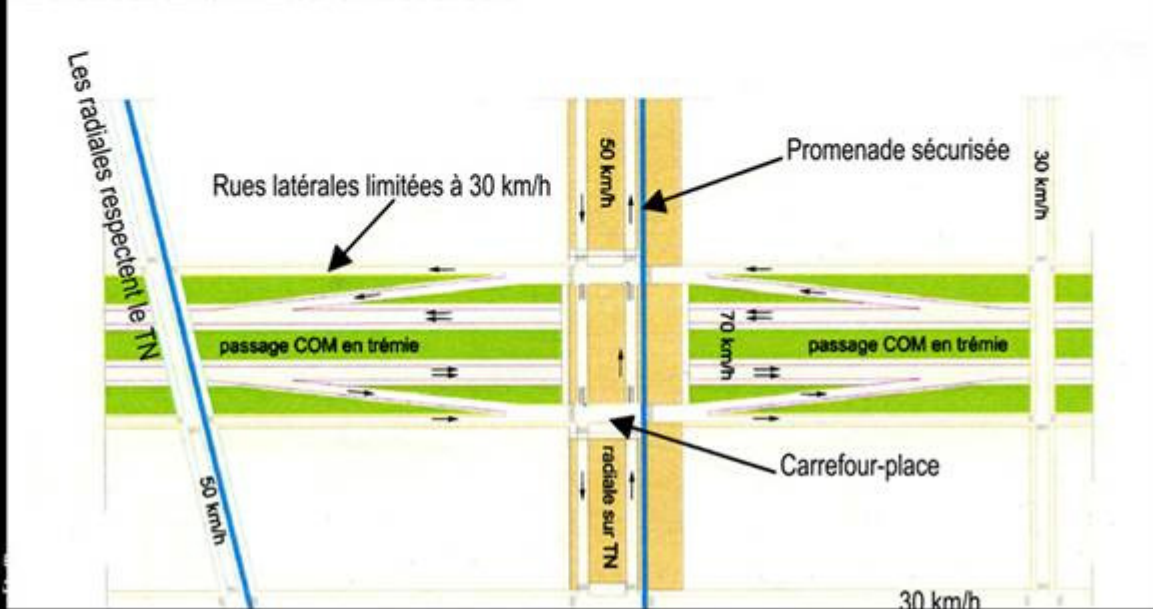 Les radiales respectent le TN
50 km/h
Promenade sécurisée
30 km/h
Rues latérales limitées à 30 km/h
passage COM en trémie
70 km/h
passage COM en trémie
Carrefour-place
radiale sur TN
50 km/h
30 km/h